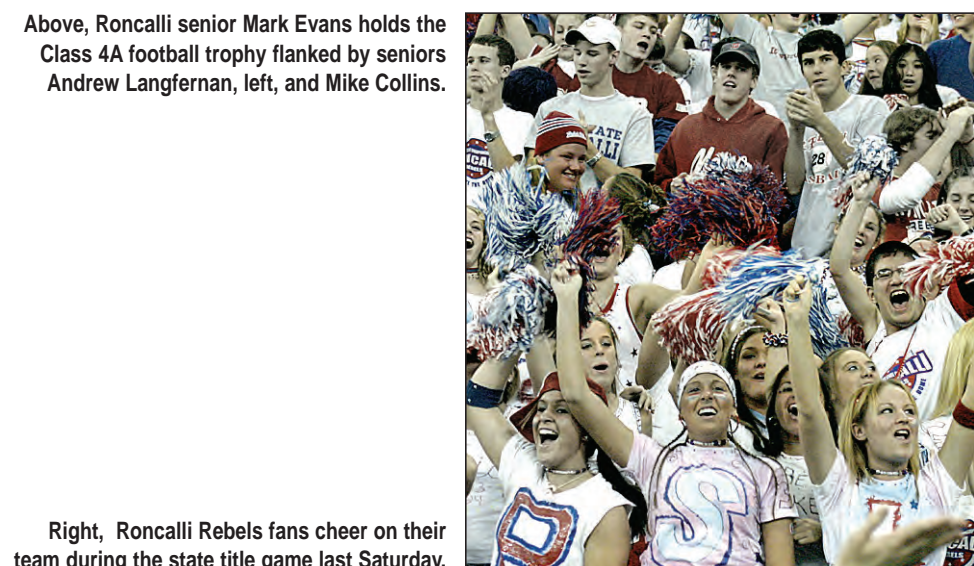 Above, Roncalli senior Mark Evans holds the
Class 4A football trophy flanked by seniors
Andrew Langfernan, left, and Mike Collins.
28
R
S
Right, Roncalli Rebels fans cheer on their
team during the state title game last Saturday.